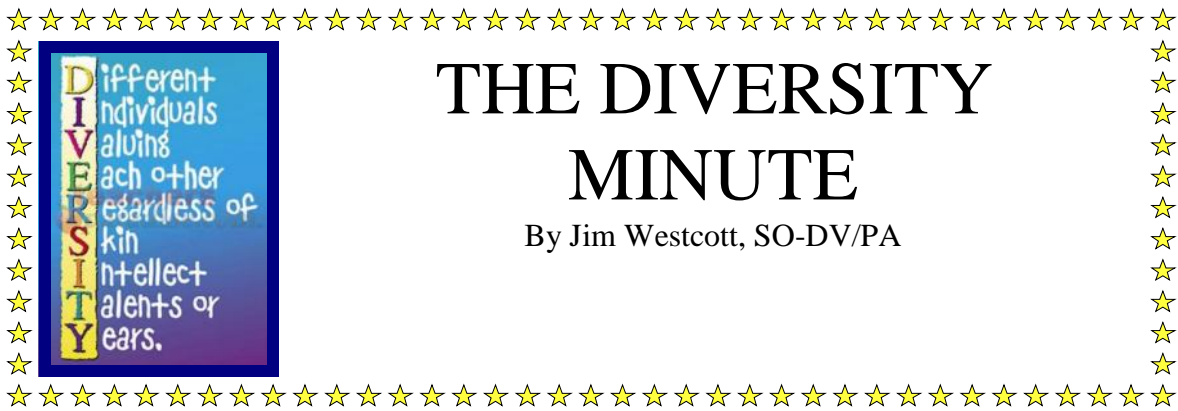 Different
Individuals
Valuing
Each other
Regardless of
Skin
Intellect
Talents or
Years.
THE DIVERSITY
MINUTE
By Jim Westcott, SO-DV/PA